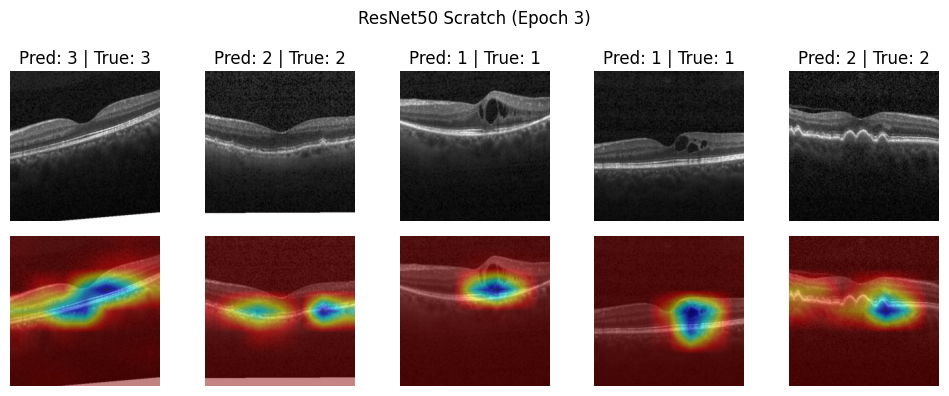 ResNet50 Scratch (Epoch 3)
Pred: 3 | True: 3
Pred: 2 | True: 2
Pred: 1 | True: 1
Pred: 1 | True: 1
Pred: 2 | True: 2